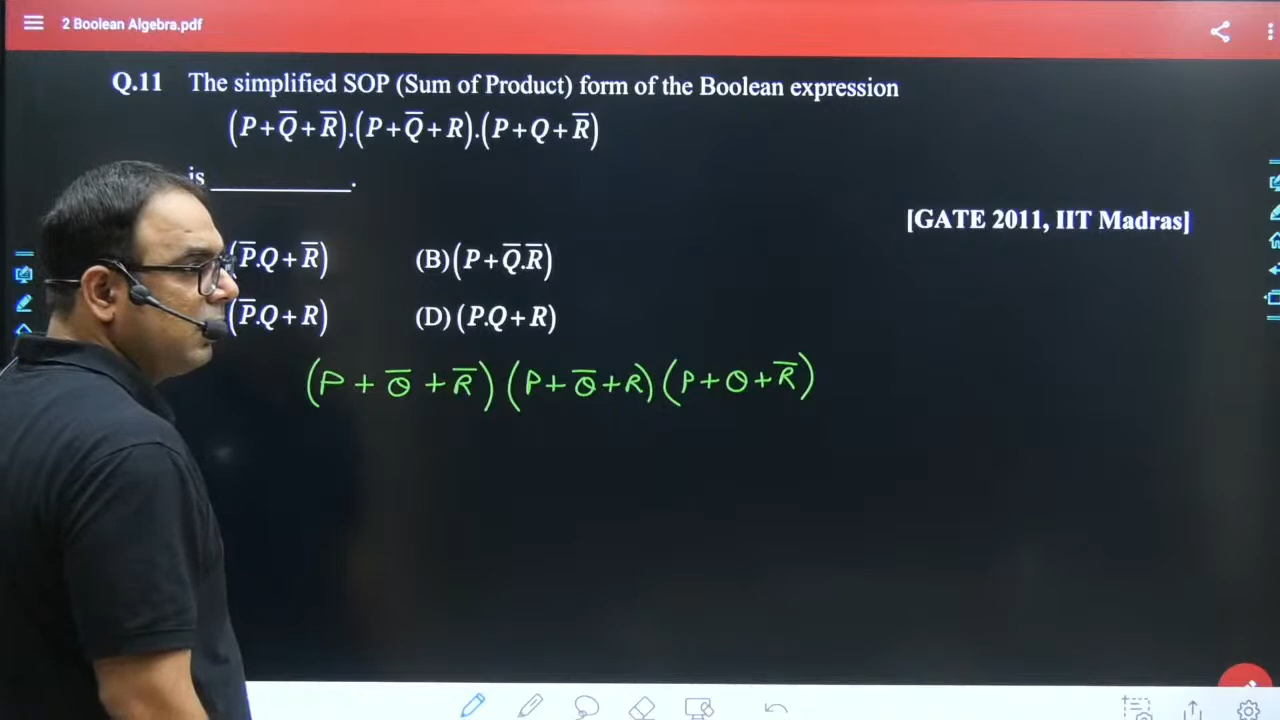 2 Boolean Algebra.pdf
Q.11 The simplified SOP (Sum of Product) form of the Boolean expression
(P+Q̅+R̅).(P+Q̅+R).(P+Q+R̅)
is ____________.
[GATE 2011, IIT Madras]
(P̅.Q+R̅) (B)(P+Q̅.R̅)
(P̅.Q+R) (D)(P.Q+R)
(P+Q̅+R̅)(P+Q̅+R)(P+Q+R̅)